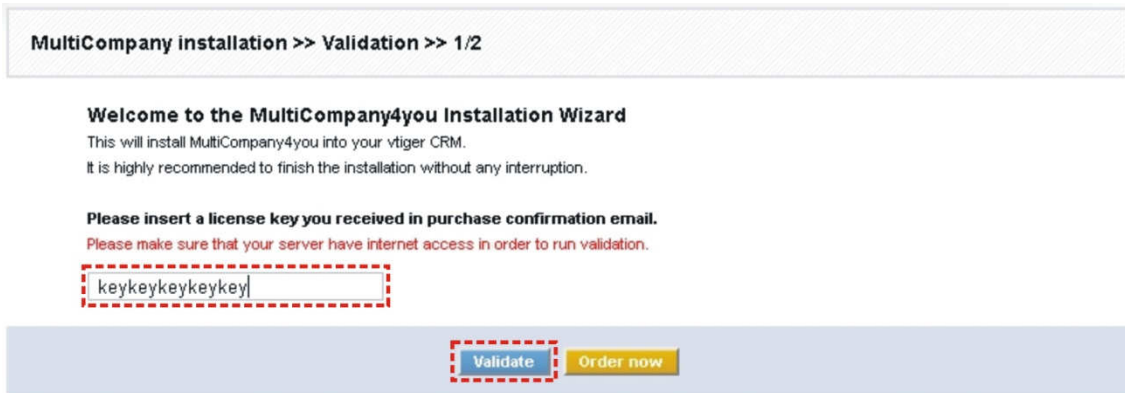 MultiCompany installation >> Validation >> 1/2
Welcome to the MultiCompany4you Installation Wizard
This will install MultiCompany4you into your vtiger CRM.
It is highly recommended to finish the installation without any interruption.
Please insert a license key you received in purchase confirmation email.
Please make sure that your server have internet access in order to run validation.
keykeykeykeykey
Validate
Order now